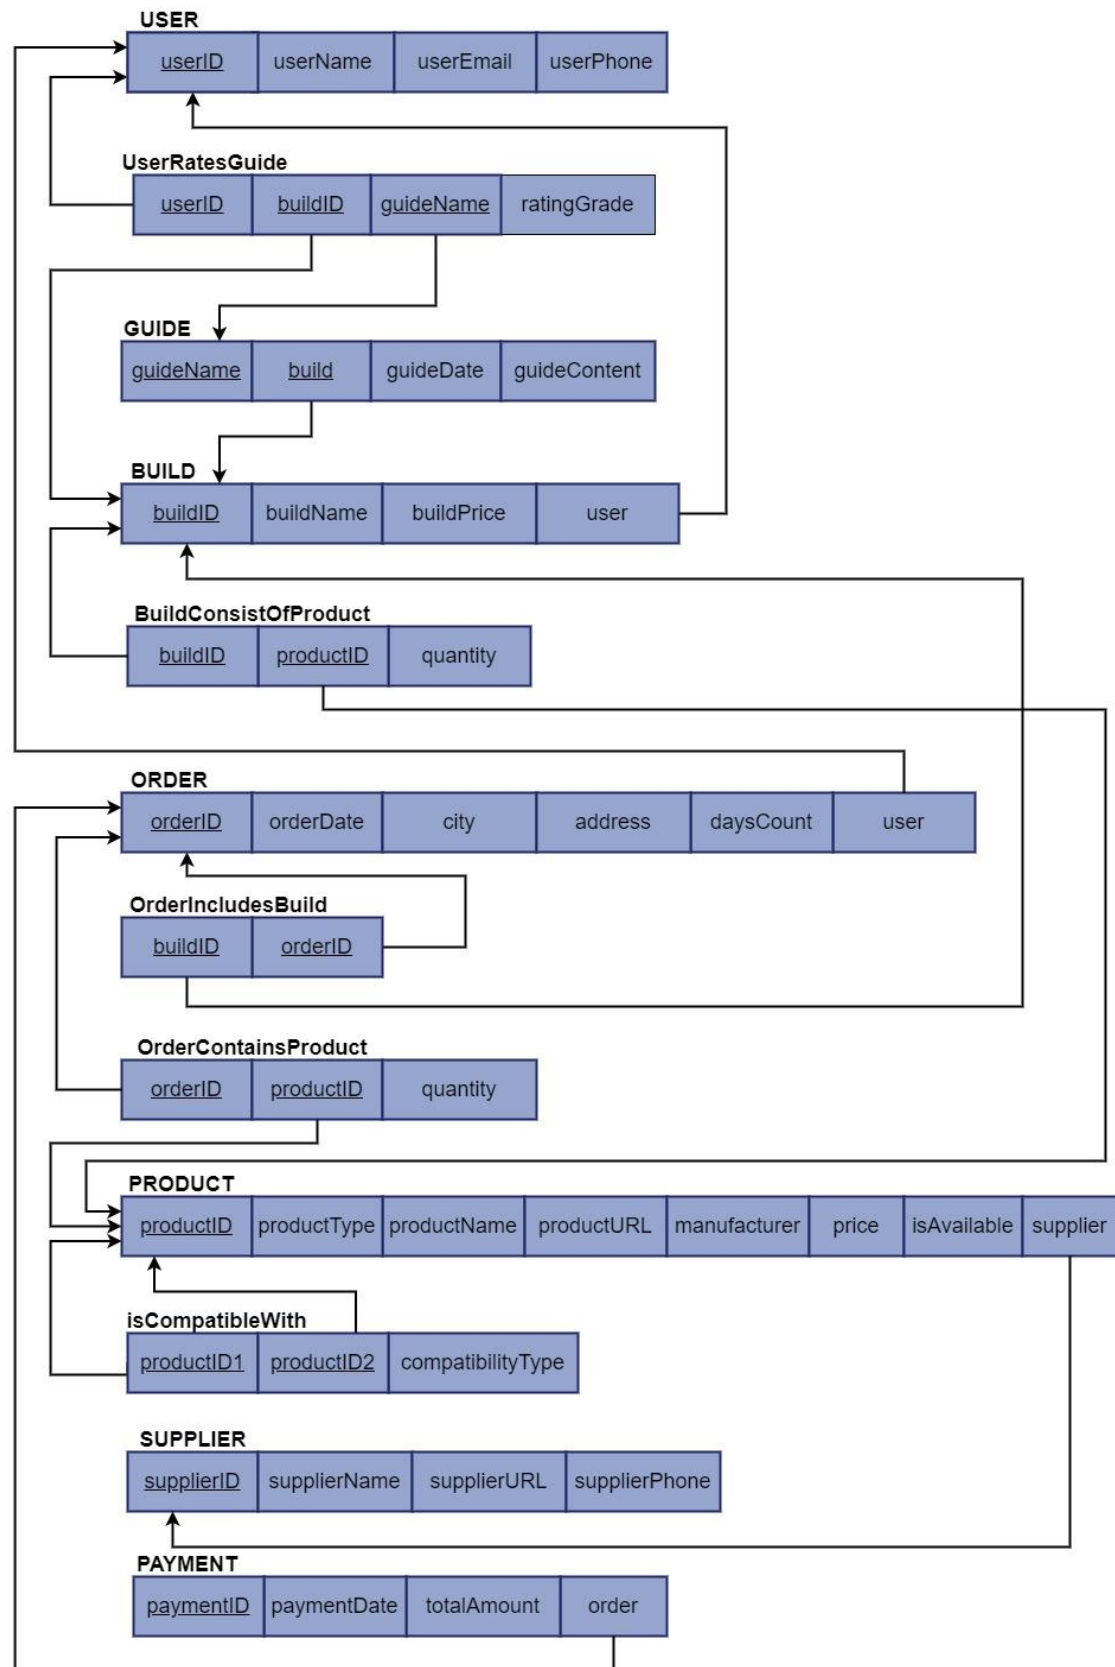 USER
userID userName userEmail userPhone
UserRatesGuide
userID buildID guideName ratingGrade
GUIDE
guideName build guideDate guideContent
BUILD
buildID buildName buildPrice user
BuildConsistOfProduct
buildID productID quantity
ORDER
orderID orderDate city address daysCount user
OrderIncludesBuild
buildID orderID
OrderContainsProduct
orderID productID quantity
PRODUCT
productID productType productName productURL manufacturer price isAvailable supplier
isCompatibleWith
productID1 productID2 compatibilityType
SUPPLIER
supplierID supplierName supplierURL supplierPhone
PAYMENT
paymentID paymentDate totalAmount order